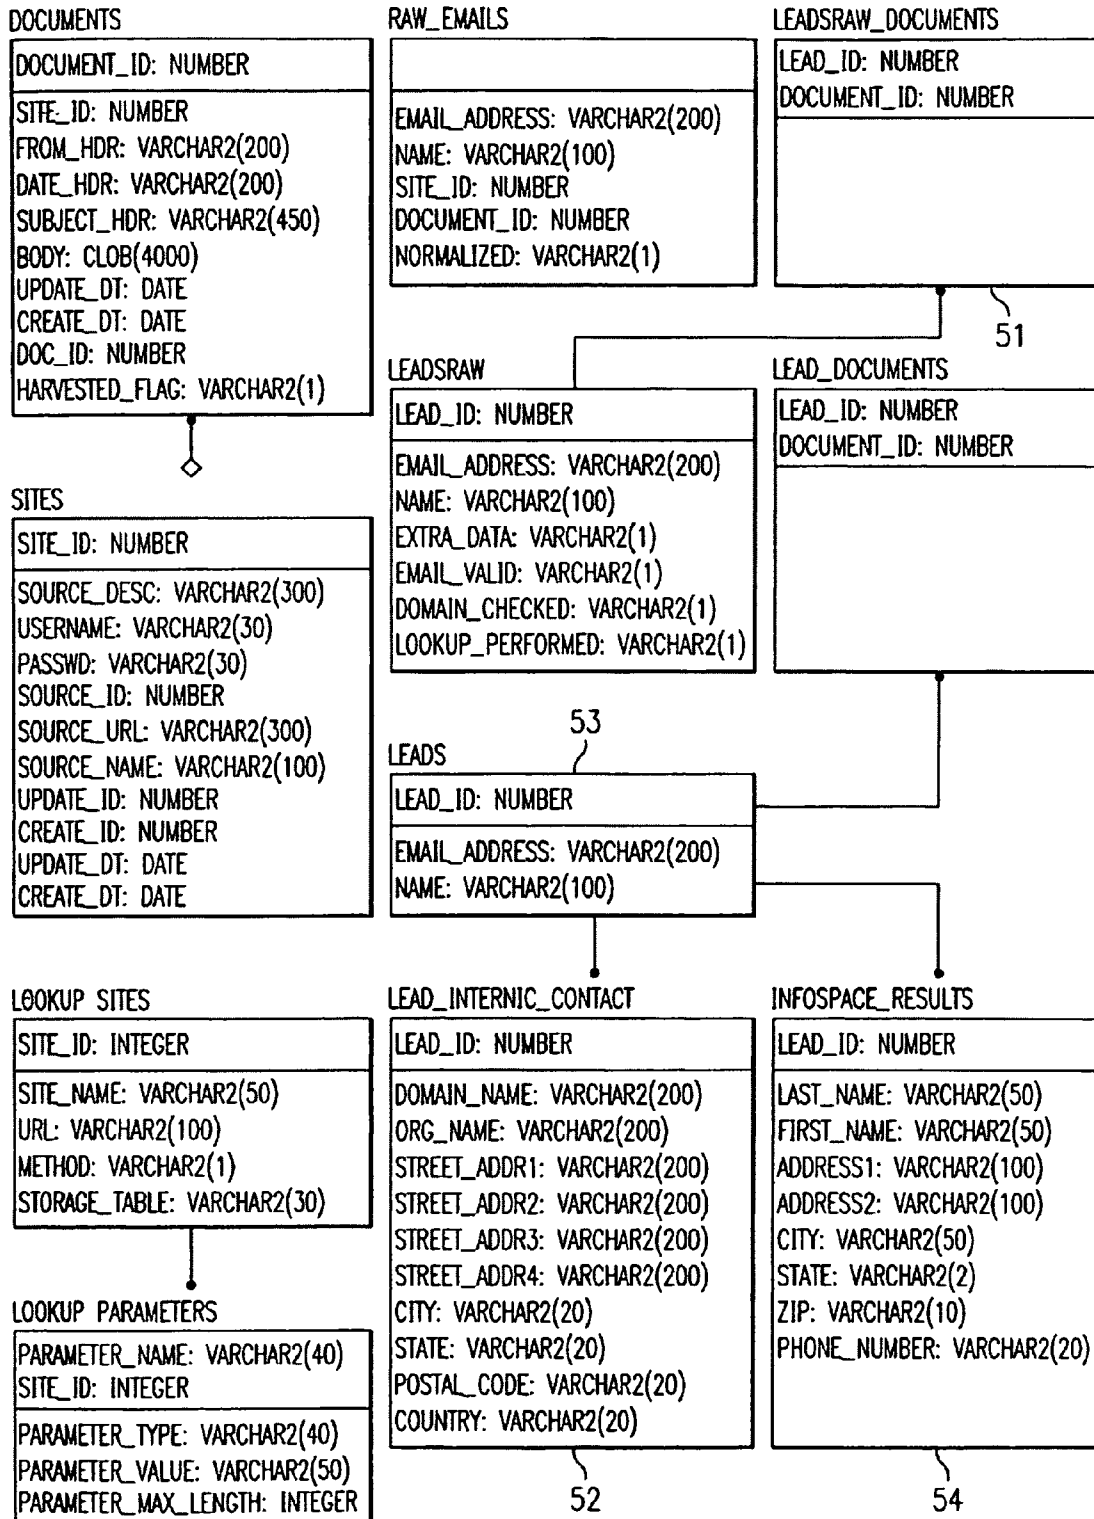 DOCUMENTS
DOCUMENT_ID: NUMBER
SITE_ID: NUMBER
FROM_HDR: VARCHAR2(200)
DATE_HDR: VARCHAR2(200)
SUBJECT_HDR: VARCHAR2(450)
BODY: CLOB(4000)
UPDATE_DT: DATE
CREATE_DT: DATE
DOC_ID: NUMBER
HARVESTED_FLAG: VARCHAR2(1)
SITES
SITE_ID: NUMBER
SOURCE_DESC: VARCHAR2(300)
USERNAME: VARCHAR2(30)
PASSWD: VARCHAR2(30)
SOURCE_ID: NUMBER
SOURCE_URL: VARCHAR2(300)
SOURCE_NAME: VARCHAR2(100)
UPDATE_ID: NUMBER
CREATE_ID: NUMBER
UPDATE_DT: DATE
CREATE_DT: DATE
LOOKUP SITES
SITE_ID: INTEGER
SITE_NAME: VARCHAR2(50)
URL: VARCHAR2(100)
METHOD: VARCHAR2(1)
STORAGE_TABLE: VARCHAR2(30)
LOOKUP PARAMETERS
PARAMETER_NAME: VARCHAR2(40)
SITE_ID: INTEGER
PARAMETER_TYPE: VARCHAR2(40)
PARAMETER_VALUE: VARCHAR2(50)
PARAMETER_MAX_LENGTH: INTEGER
RAW_EMAILS
EMAIL_ADDRESS: VARCHAR2(200)
NAME: VARCHAR2(100)
SITE_ID: NUMBER
DOCUMENT_ID: NUMBER
NORMALIZED: VARCHAR2(1)
LEADSRAW
LEAD_ID: NUMBER
EMAIL_ADDRESS: VARCHAR2(200)
NAME: VARCHAR2(100)
EXTRA_DATA: VARCHAR2(1)
EMAIL_VALID: VARCHAR2(1)
DOMAIN_CHECKED: VARCHAR2(1)
LOOKUP_PERFORMED: VARCHAR2(1)
53
LEADS
LEAD_ID: NUMBER
EMAIL_ADDRESS: VARCHAR2(200)
NAME: VARCHAR2(100)
LEAD_INTERNIC_CONTACT
LEAD_ID: NUMBER
DOMAIN_NAME: VARCHAR2(200)
ORG_NAME: VARCHAR2(200)
STREET_ADDR1: VARCHAR2(200)
STREET_ADDR2: VARCHAR2(200)
STREET_ADDR3: VARCHAR2(200)
STREET_ADDR4: VARCHAR2(200)
CITY: VARCHAR2(20)
STATE: VARCHAR2(20)
POSTAL_CODE: VARCHAR2(20)
COUNTRY: VARCHAR2(20)
52
LEADSRAW_DOCUMENTS
LEAD_ID: NUMBER
DOCUMENT_ID: NUMBER
51
LEAD_DOCUMENTS
LEAD_ID: NUMBER
DOCUMENT_ID: NUMBER
INFOSPACE_RESULTS
LEAD_ID: NUMBER
LAST_NAME: VARCHAR2(50)
FIRST_NAME: VARCHAR2(50)
ADDRESS1: VARCHAR2(100)
ADDRESS2: VARCHAR2(100)
CITY: VARCHAR2(50)
STATE: VARCHAR2(2)
ZIP: VARCHAR2(10)
PHONE_NUMBER: VARCHAR2(20)
54